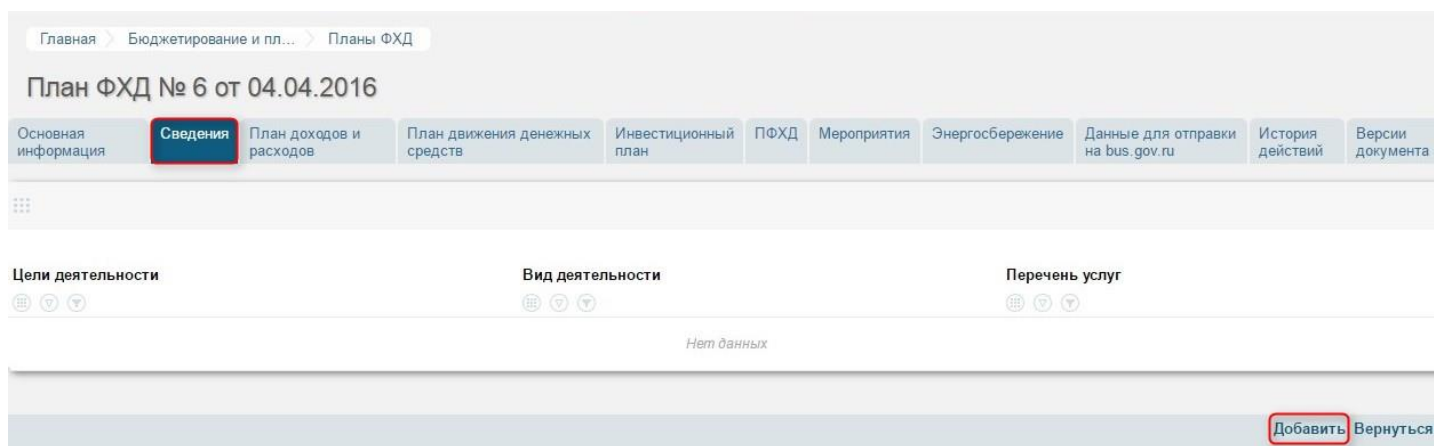 Главная Бюджетирование и пл... Планы ФХД
План ФХД № 6 от 04.04.2016
Основная информация
Сведения
План доходов и расходов
План движения денежных средств
Инвестиционный план
ПФХД
Мероприятия
Энергосбережение
Данные для отправки на bus.gov.ru
История действий
Версии документа
Цели деятельности Вид деятельности Перечень услуг
Нет данных
Добавить Вернуться